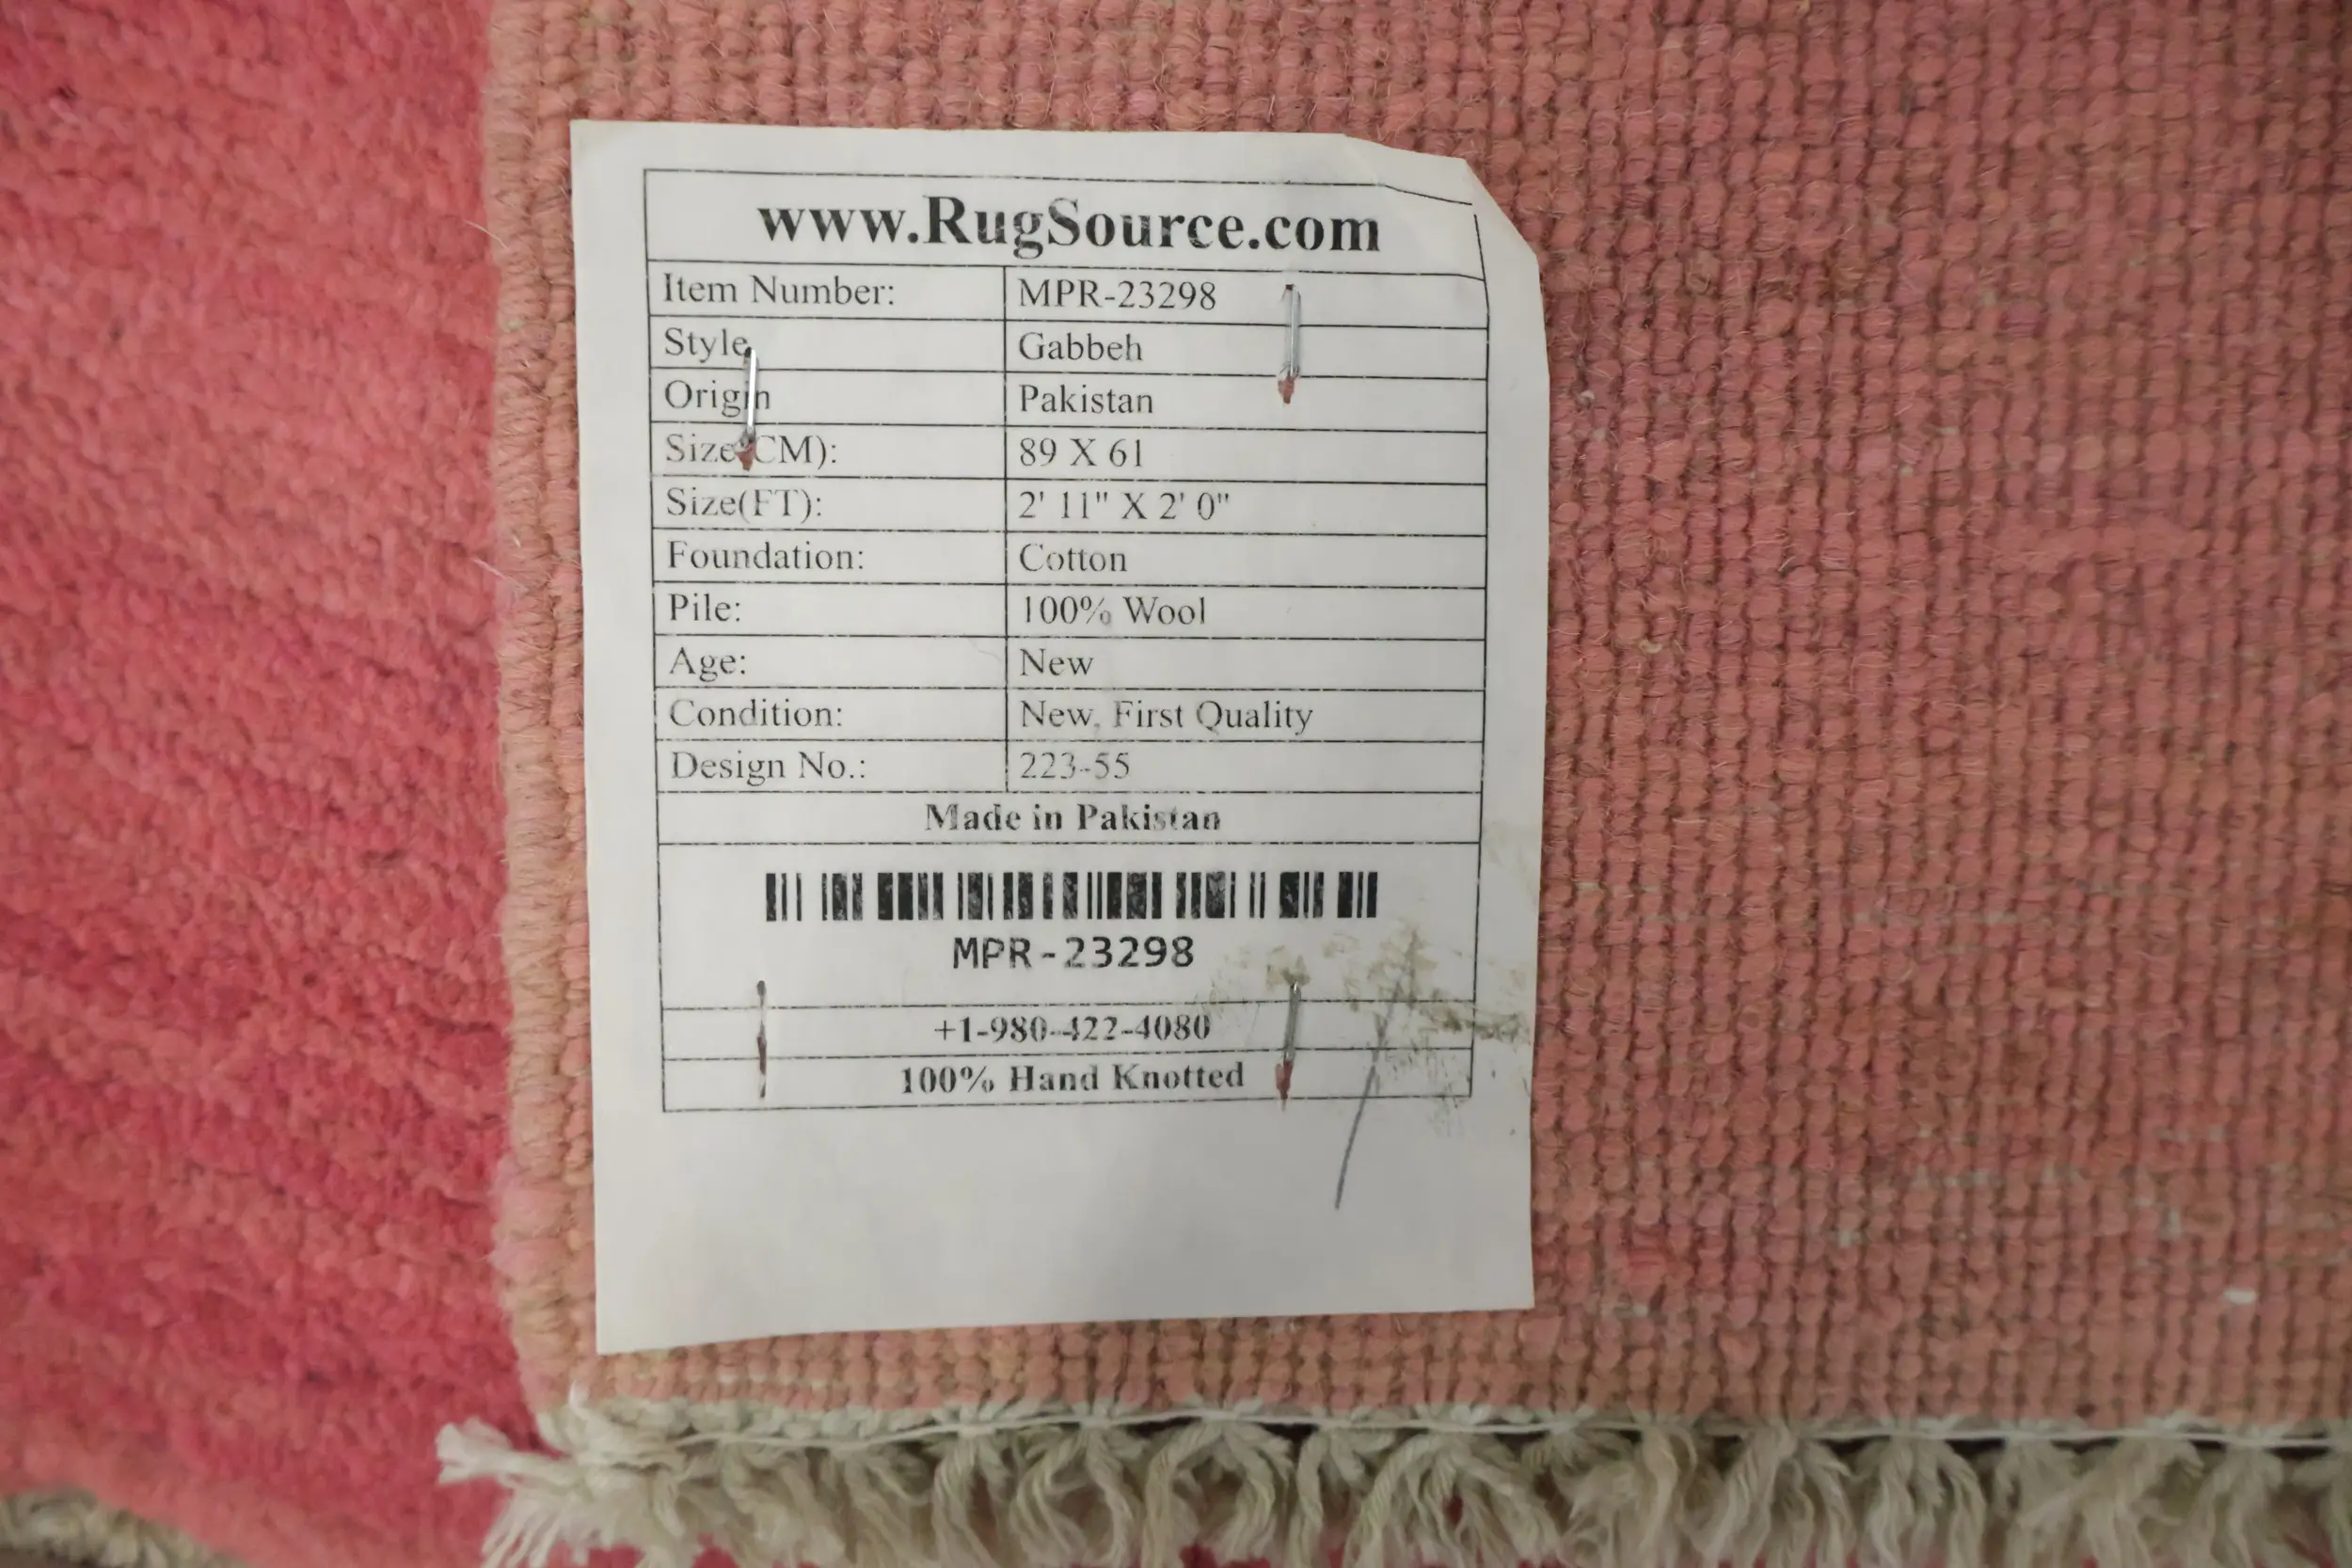 www.RugSource.com
Item Number: MPR-23298
Style Gabbeh
Origin Pakistan
Size(CM): 89 X 61
Size(FT): 2' 11" X 2' 0"
Foundation: Cotton
Pile: 100% Wool
Age: New
Condition: New, First Quality
Design No.: 223-55
Made in Pakistan
MPR-23298
+1-980-422-4080
100% Hand Knotted